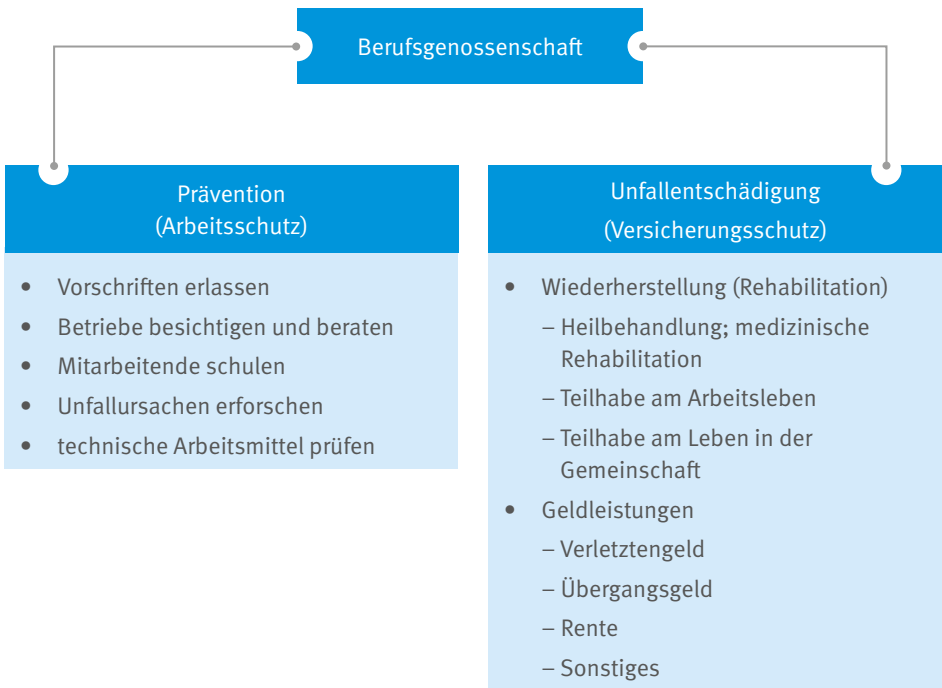 Berufsgenossenschaft
Prävention
(Arbeitsschutz)
• Vorschriften erlassen
• Betriebe besichtigen und beraten
• Mitarbeitende schulen
• Unfallursachen erforschen
• technische Arbeitsmittel prüfen
Unfallentschädigung
(Versicherungsschutz)
• Wiederherstellung (Rehabilitation)
– Heilbehandlung; medizinische
Rehabilitation
– Teilhabe am Arbeitsleben
– Teilhabe am Leben in der
Gemeinschaft
• Geldleistungen
– Verletztengeld
– Übergangsgeld
– Rente
– Sonstiges